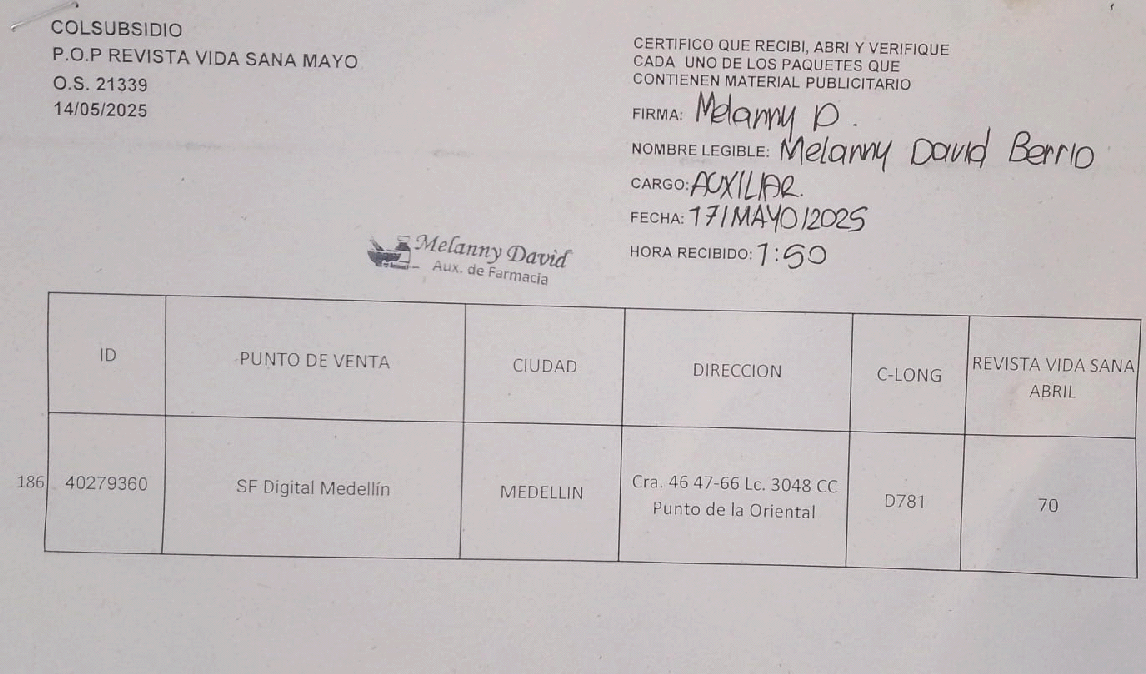 COLSUBSIDIO
P.O.P REVISTA VIDA SANA MAYO
O.S. 21339
14/05/2025
CERTIFICO QUE RECIBI, ABRI Y VERIFIQUE
CADA UNO DE LOS PAQUETES QUE
CONTIENEN MATERIAL PUBLICITARIO
FIRMA: Melanny D.
NOMBRE LEGIBLE: Melanny David Berrio
CARGO: AUXILIAR.
FECHA: 17/MAYO/2025
HORA RECIBIDO: 1:50
Melanny David
Aux. de Farmacia
ID PUNTO DE VENTA CIUDAD DIRECCION C-LONG REVISTA VIDA SANA
ABRIL
186 40279360 SF Digital Medellín MEDELLIN Cra. 46 47-66 Lc. 3048 CC D781 70
Punto de la Oriental